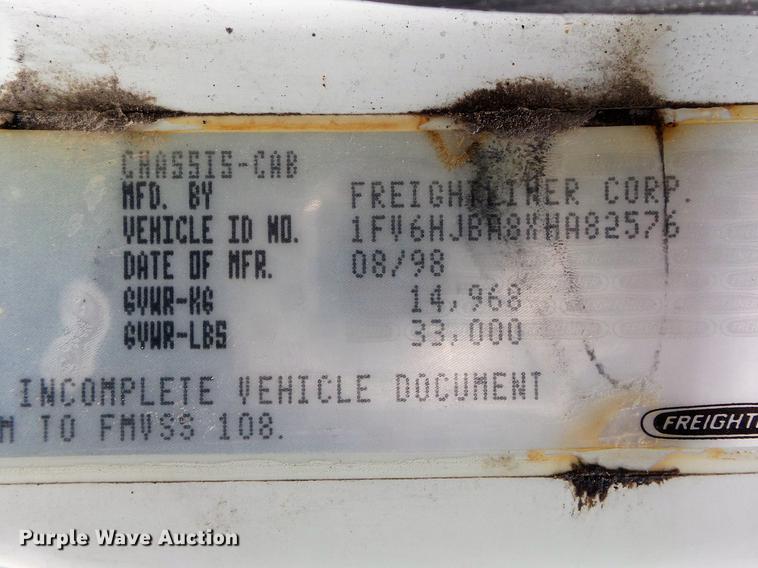 CHASSIS-CAB
MFD. BY FREIGHTLINER CORP.
VEHICLE ID NO. 1FV6HJBA8XHA82576
DATE OF MFR. 08/98
GVWR-KG 14,968
GVWR-LBS 33,000
INCOMPLETE VEHICLE DOCUMENT
M TO FMVSS 108.
FREIGHT
Purple Wave Auction